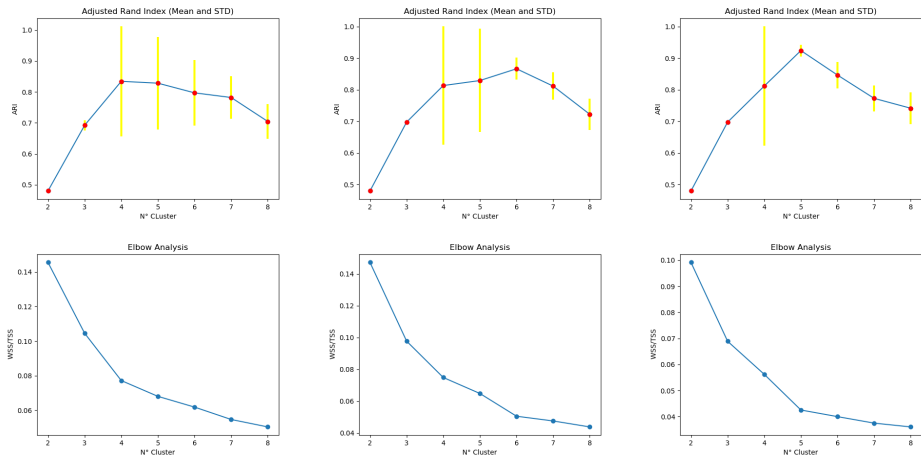 Adjusted Rand Index (Mean and STD)
1.0
0.9
0.8
0.7
0.6
0.5
ARI
2 3 4 5 6 7 8
N° CLuster
Adjusted Rand Index (Mean and STD)
1.0
0.9
0.8
0.7
0.6
0.5
ARI
2 3 4 5 6 7 8
N° CLuster
Adjusted Rand Index (Mean and STD)
1.0
0.9
0.8
0.7
0.6
0.5
ARI
2 3 4 5 6 7 8
N° CLuster
Elbow Analysis
0.14
0.12
0.10
0.08
0.06
WSS/TSS
2 3 4 5 6 7 8
N° CLuster
Elbow Analysis
0.14
0.12
0.10
0.08
0.06
0.04
WSS/TSS
2 3 4 5 6 7 8
N° CLuster
Elbow Analysis
0.10
0.09
0.08
0.07
0.06
0.05
0.04
WSS/TSS
2 3 4 5 6 7 8
N° CLuster